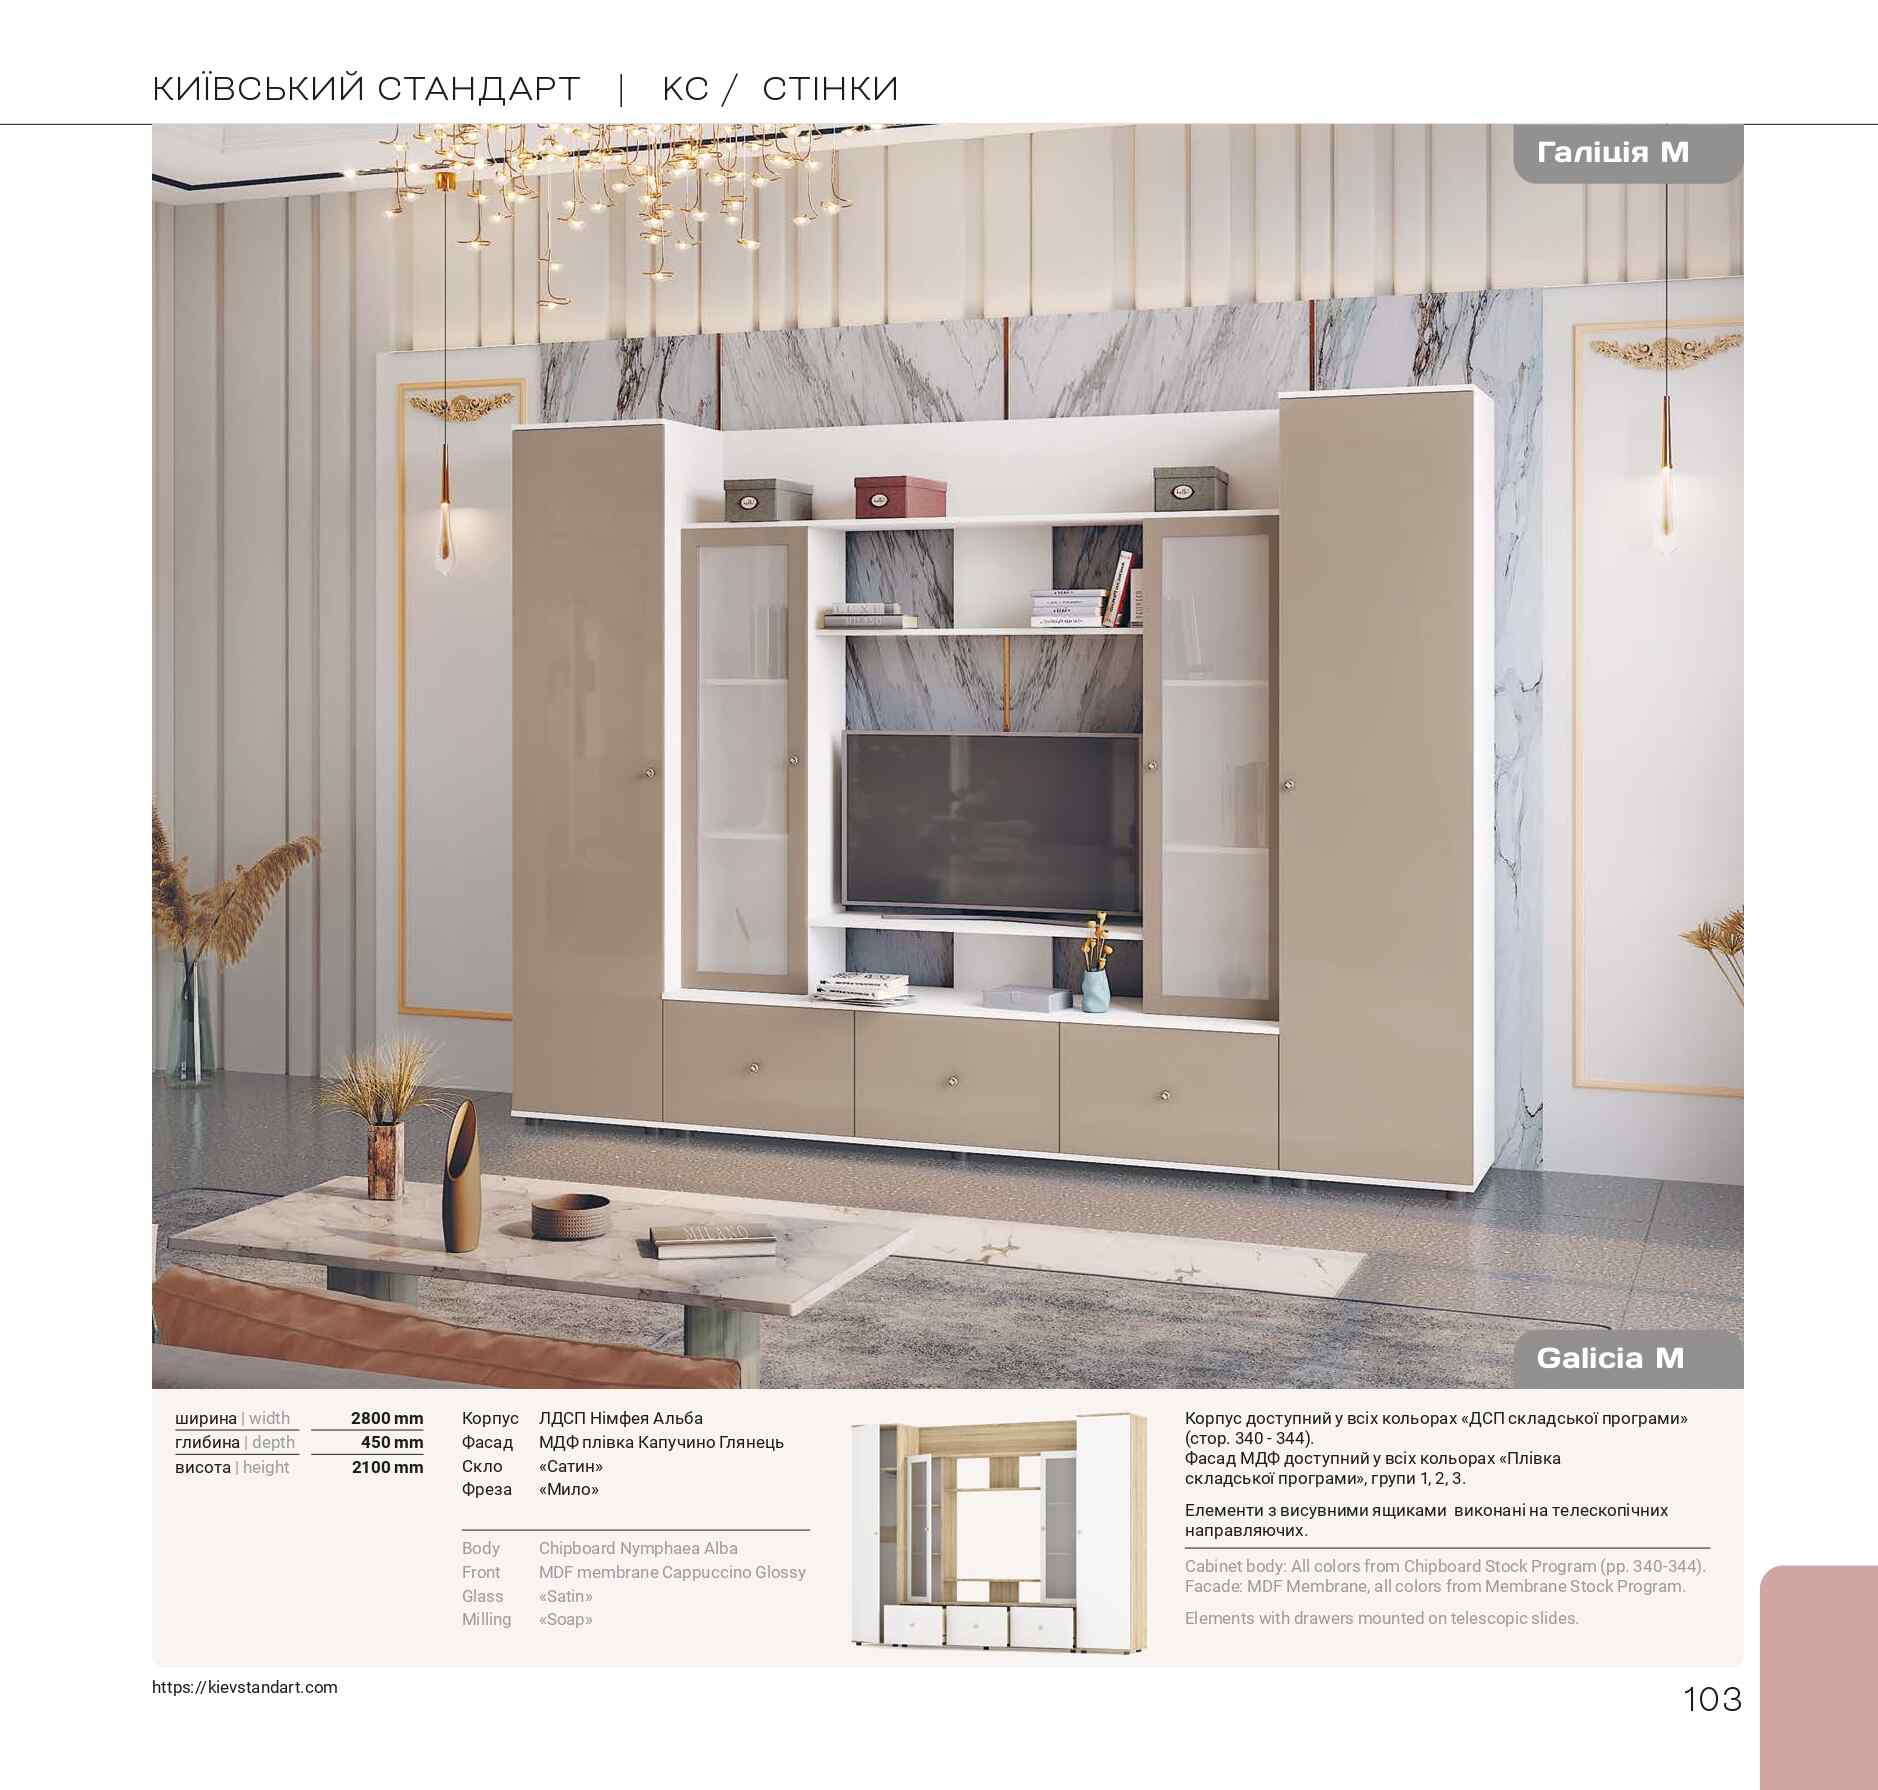 КИЇВСЬКИЙ СТАНДАРТ | КС / СТІНКИ
Галіція М
MILANO
Galicia M
ширина | width 2800 mm
глибина | depth 450 mm
висота | height 2100 mm
Корпус ЛДСП Німфея Альба
Фасад МДФ плівка Капучино Глянець
Скло «Сатин»
Фреза «Мило»
Body Chipboard Nymphaea Alba
Front MDF membrane Cappuccino Glossy
Glass «Satin»
Milling «Soap»
Корпус доступний у всіх кольорах «ДСП складської програми»
(стор. 340 - 344).
Фасад МДФ доступний у всіх кольорах «Плівка
складської програми», групи 1, 2, 3.
Елементи з висувними ящиками виконані на телескопічних
направляючих.
Cabinet body: All colors from Chipboard Stock Program (pp. 340-344).
Facade: MDF Membrane, all colors from Membrane Stock Program.
Elements with drawers mounted on telescopic slides.
https://kievstandart.com
103